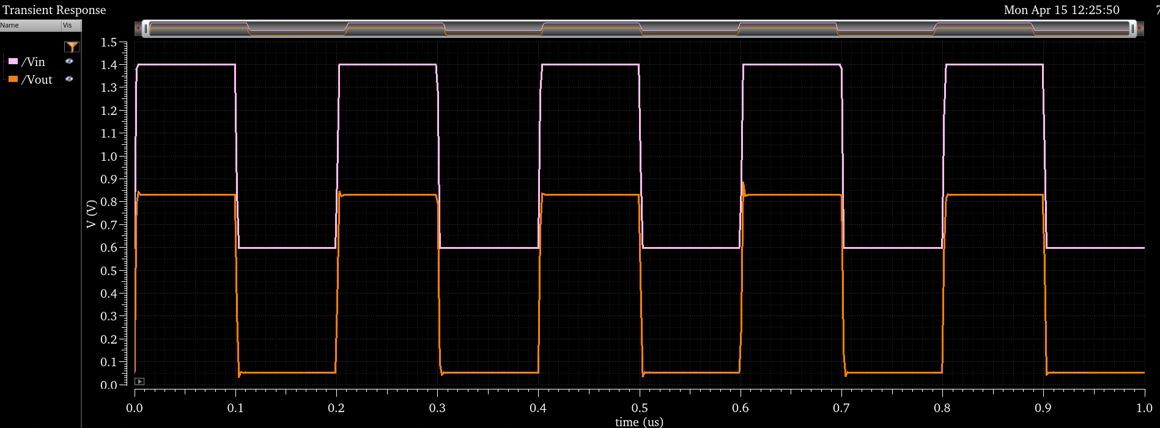 Transient Response
Mon Apr 15 12:25:50
7
Name
Vis
/Vin
/Vout
V (V)
1.5
1.4
1.3
1.2
1.1
1.0
0.9
0.8
0.7
0.6
0.5
0.4
0.3
0.2
0.1
0.0
0.0 0.1 0.2 0.3 0.4 0.5 0.6 0.7 0.8 0.9 1.0
time (us)